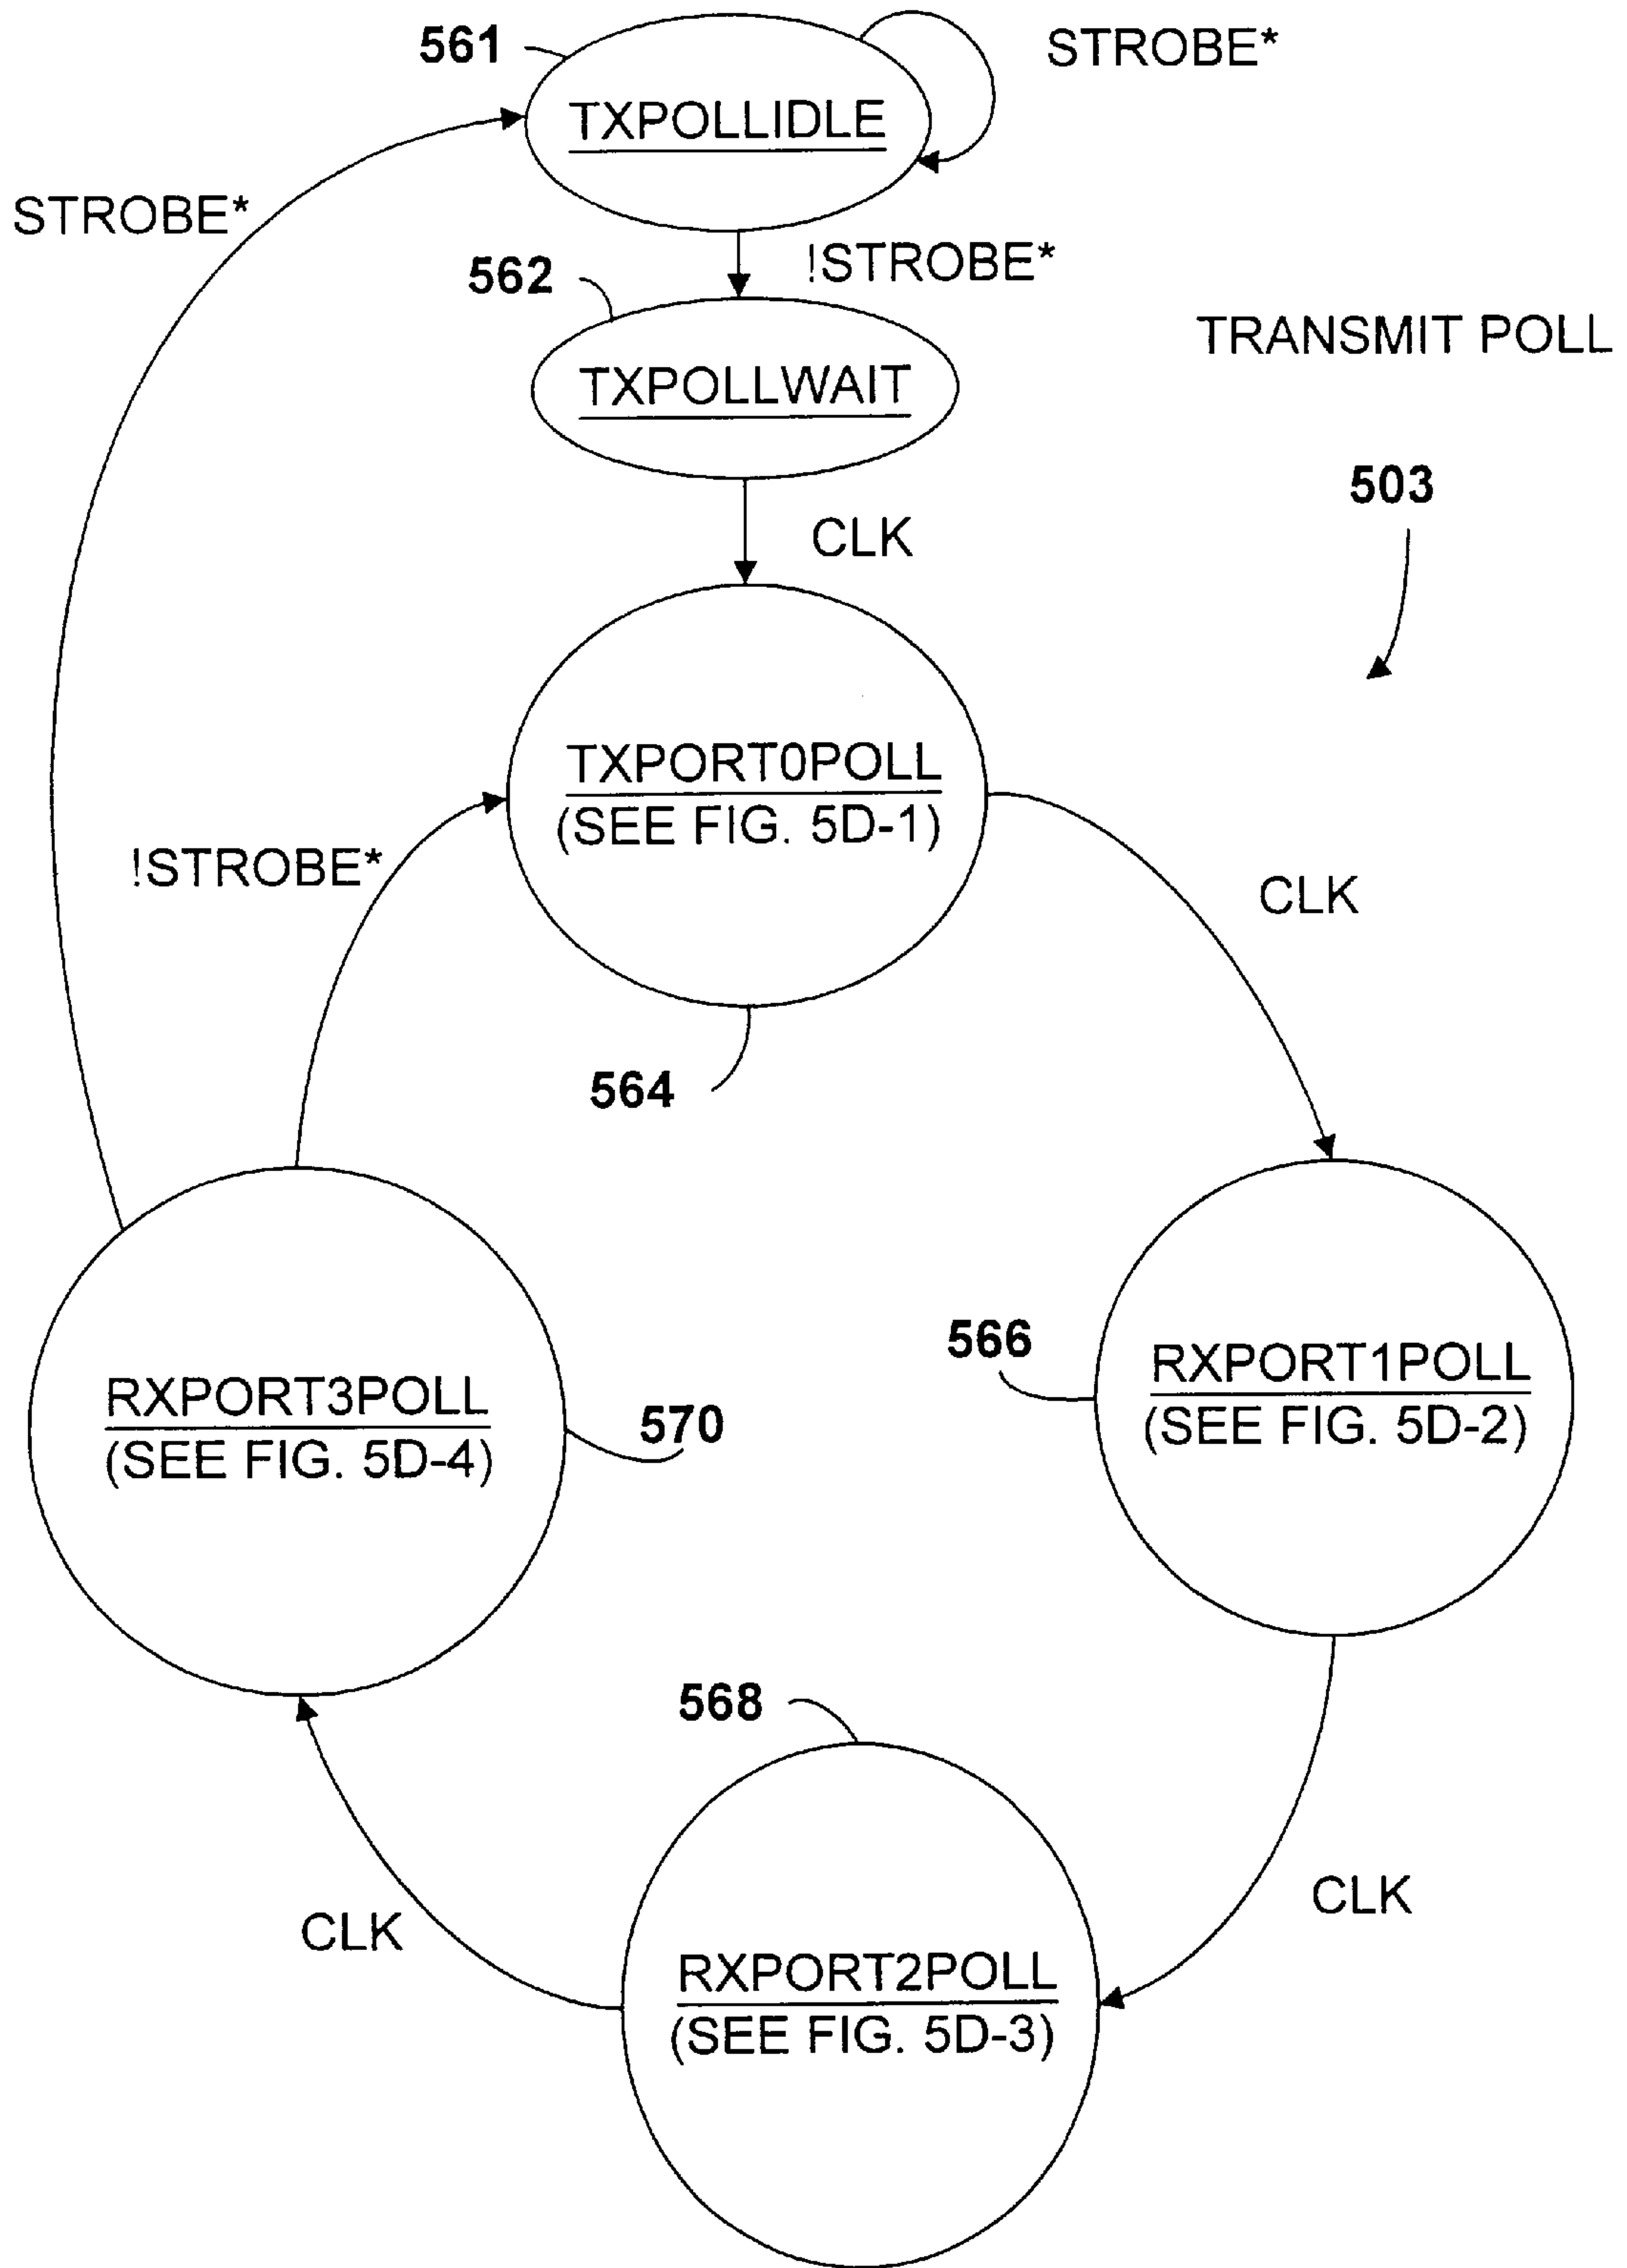 561
STROBE*
TXPOLLIDLE
STROBE*
!STROBE*
562
TRANSMIT POLL
TXPOLLWAIT
503
CLK
TXPORT0POLL
(SEE FIG. 5D-1)
!STROBE*
CLK
564
566
RXPORT1POLL
(SEE FIG. 5D-2)
RXPORT3POLL
(SEE FIG. 5D-4)
570
568
CLK
CLK
RXPORT2POLL
(SEE FIG. 5D-3)